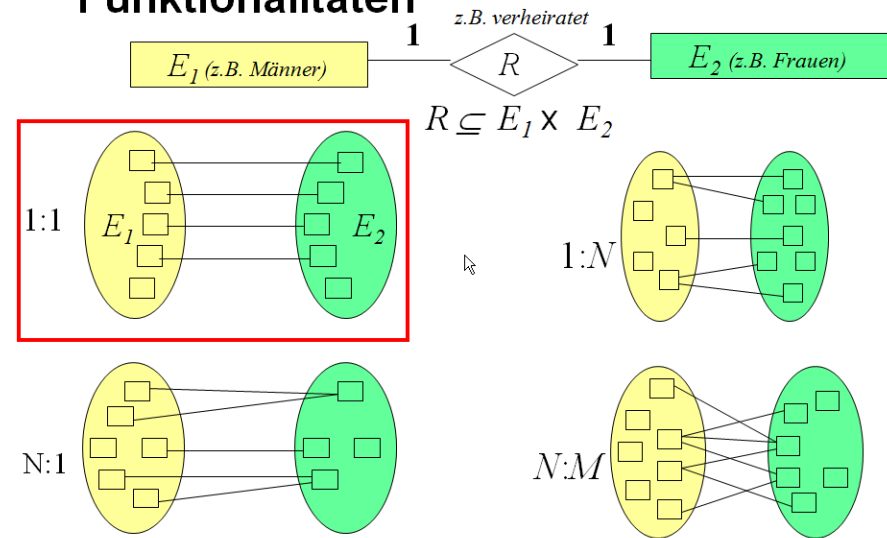 Funktionalitäten
z.B. verheiratet
1
1
E1 (z.B. Männer)
R
E2 (z.B. Frauen)
R ⊆ E1 x E2
1:1
E1
E2
1:N
N:1
N:M